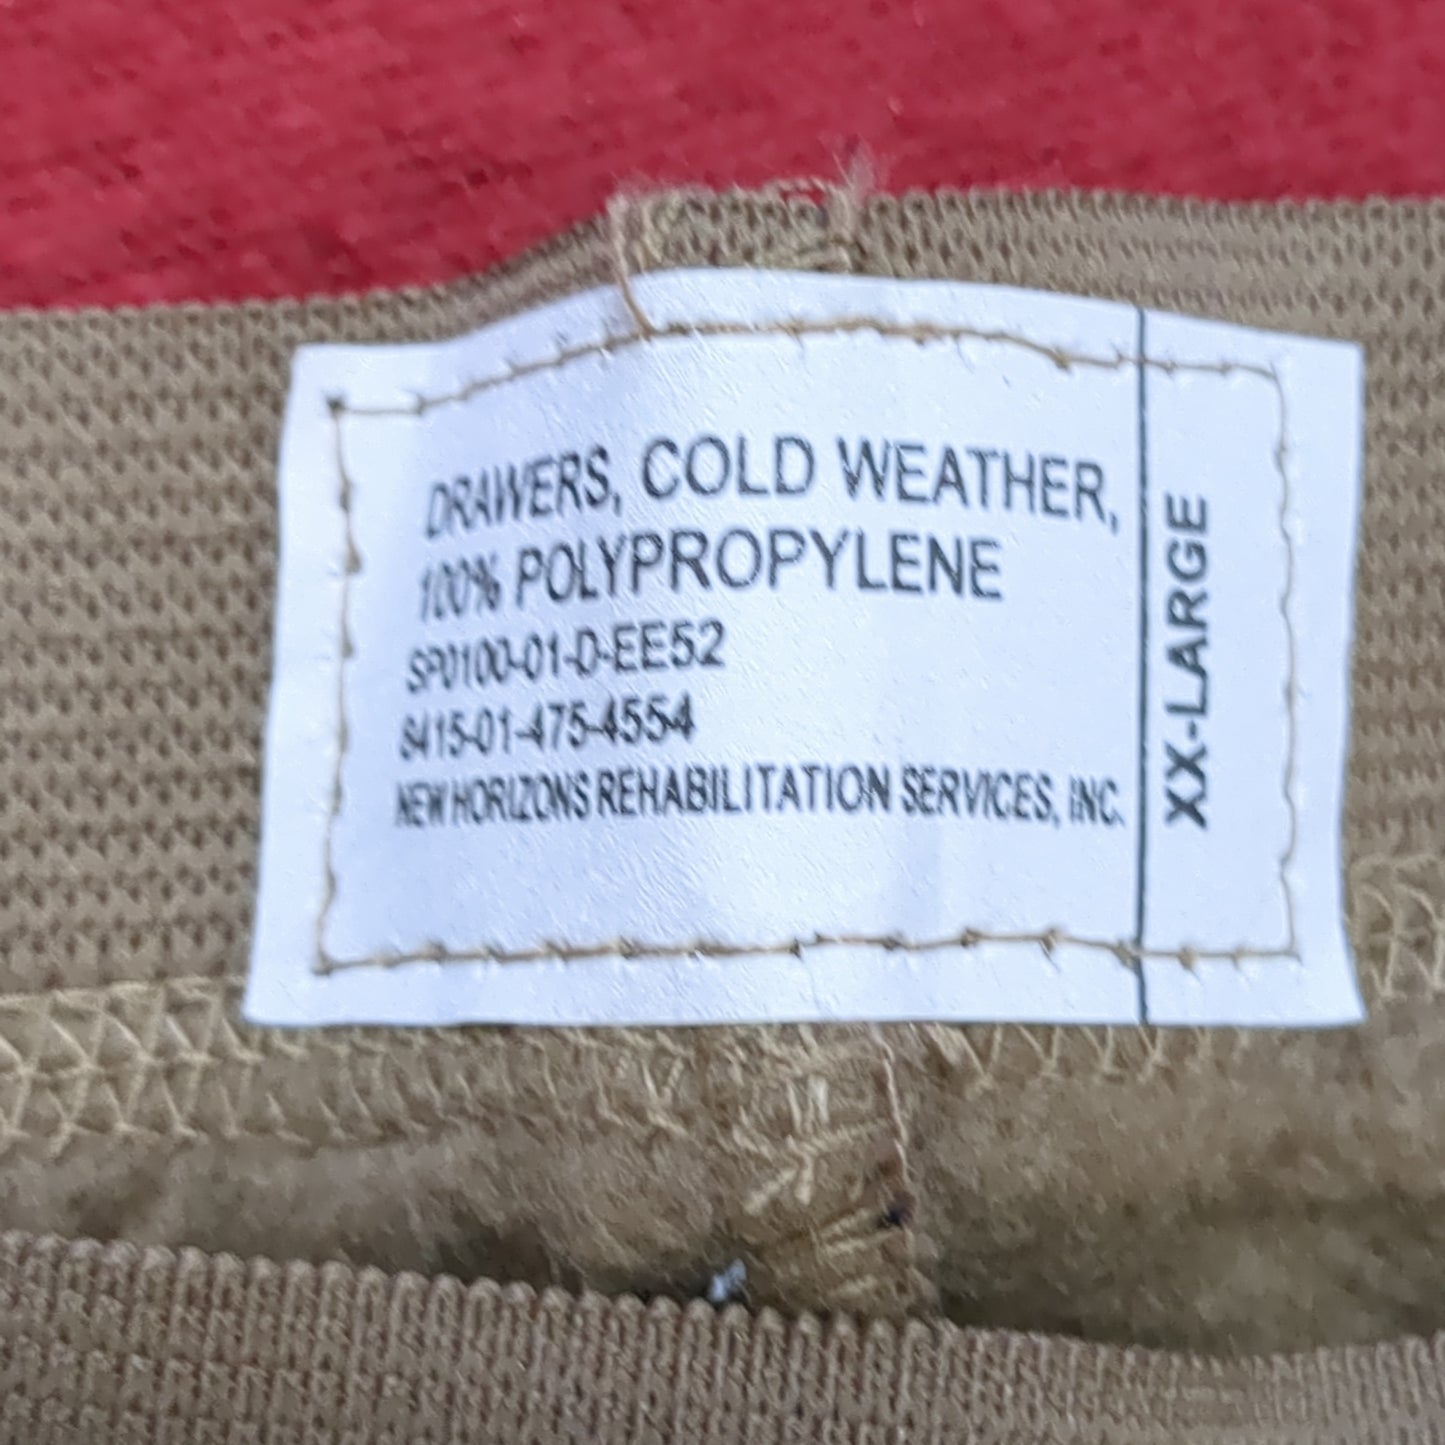 DRAWERS, COLD WEATHER,
100% POLYPROPYLENE
SP0100-01-D-EE52
8415-01-475-4554
NEW HORIZONS REHABILITATION SERVICES, INC.
XX-LARGE